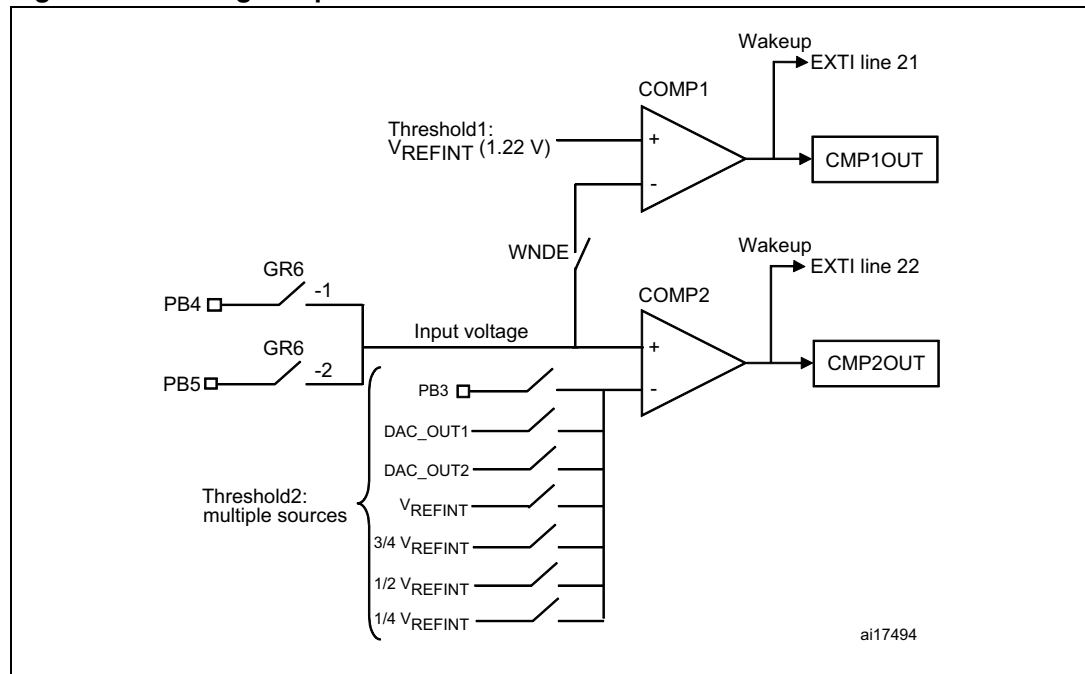 Wakeup
EXTI line 21
COMP1
Threshold1:
VREFINT (1.22 V)
+
-
CMP1OUT
WNDE
Wakeup
EXTI line 22
GR6
-1
COMP2
PB4
Input voltage
+
GR6
-2
CMP2OUT
PB5
-
PB3
DAC_OUT1
DAC_OUT2
Threshold2:
multiple sources
VREFINT
3/4 VREFINT
1/2 VREFINT
1/4 VREFINT
ai17494